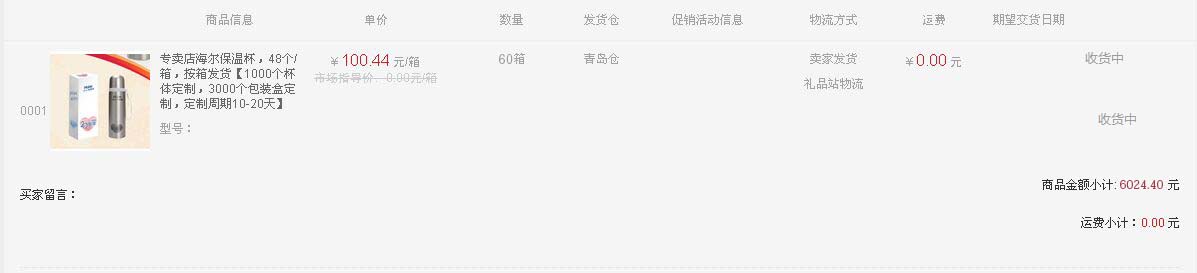 商品信息 单价 数量 发货仓 促销活动信息 物流方式 运费 期望交货日期
0001
专卖店海尔保温杯，48个/
箱，按箱发货【1000个杯
体定制，3000个包装盒定
制，定制周期10-20天】
型号：
￥100.44 元/箱
市场指导价：0.00元/箱
60箱
青岛仓
卖家发货
礼品站物流
￥0.00 元
收货中
收货中
买家留言：
商品金额小计: 6024.40 元
运费小计：0.00 元